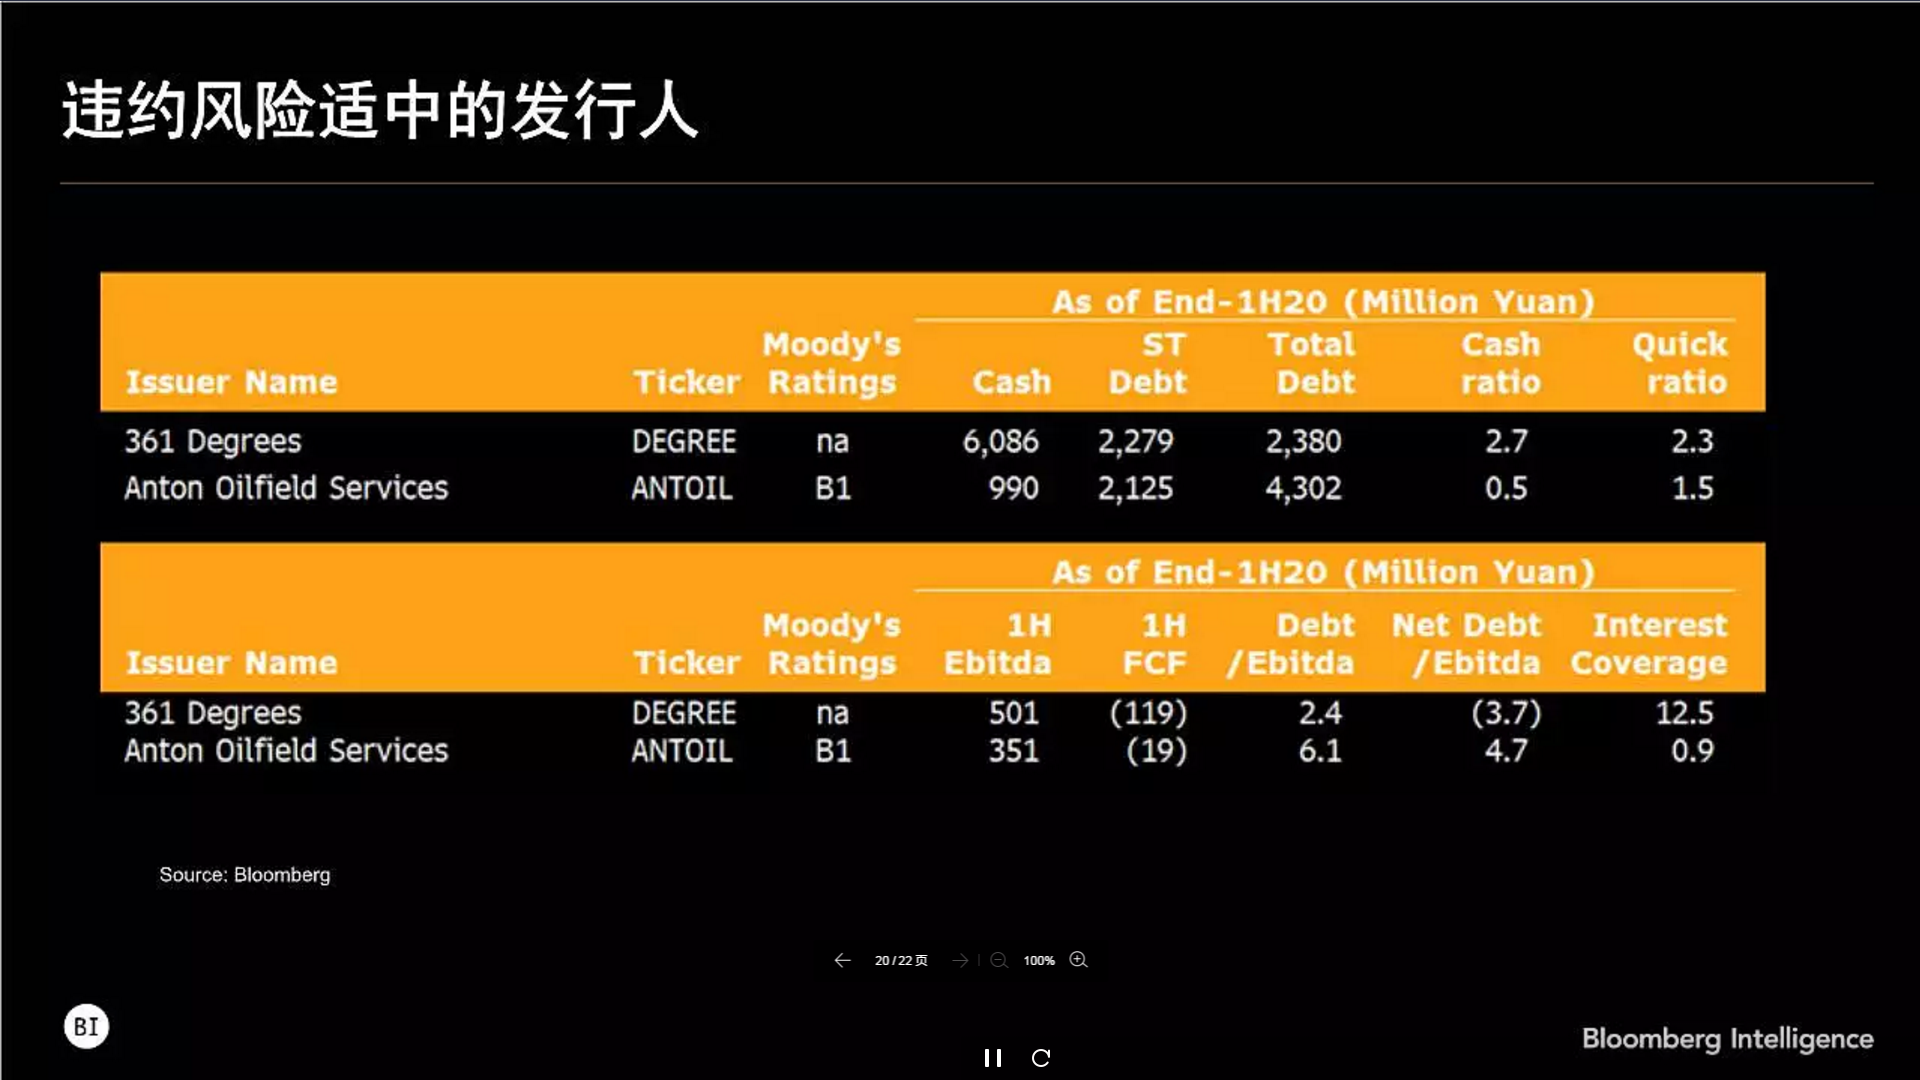 违约风险适中的发行人
As of End-1H20 (Million Yuan)
Issuer Name Ticker Moody's Ratings Cash ST Debt Total Debt Cash ratio Quick ratio
361 Degrees DEGREE na 6,086 2,279 2,380 2.7 2.3
Anton Oilfield Services ANTOIL B1 990 2,125 4,302 0.5 1.5
As of End-1H20 (Million Yuan)
Issuer Name Ticker Moody's Ratings 1H Ebitda 1H FCF Debt /Ebitda Net Debt /Ebitda Interest Coverage
361 Degrees DEGREE na 501 (119) 2.4 (3.7) 12.5
Anton Oilfield Services ANTOIL B1 351 (19) 6.1 4.7 0.9
Source: Bloomberg
20/22页 100%
BI
Bloomberg Intelligence